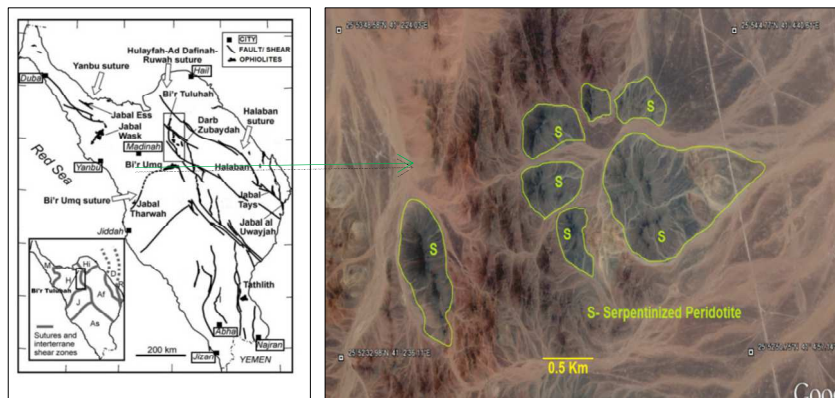 CITY
FAULT/ SHEAR
OPHIOLITES
Hulayfah-Ad Dafinah-
Ruwah suture
Yanbu suture
Hail
Duba
Bi'r Tuluhah
Halaban
suture
Jabal Ess
Jabal
Wask
Darb
Zubaydah
Madinah
Red Sea
Yanbu
Bi'r Umq
Halaban
Bi'r Umq suture
Jabal
Tharwah
Jabal
Tays
Jabal al
Uwayjah
Jiddah
Tathlith
M
Hi
D
H
R
Bi'r Tuluhah
Af
J
As
Sutures and
interterrane
shear zones
200 km
Abha
Najran
Jizan
YEMEN
S
S
S
S
S
S
S- Serpentinized Peridotite
0.5 Km
Goo